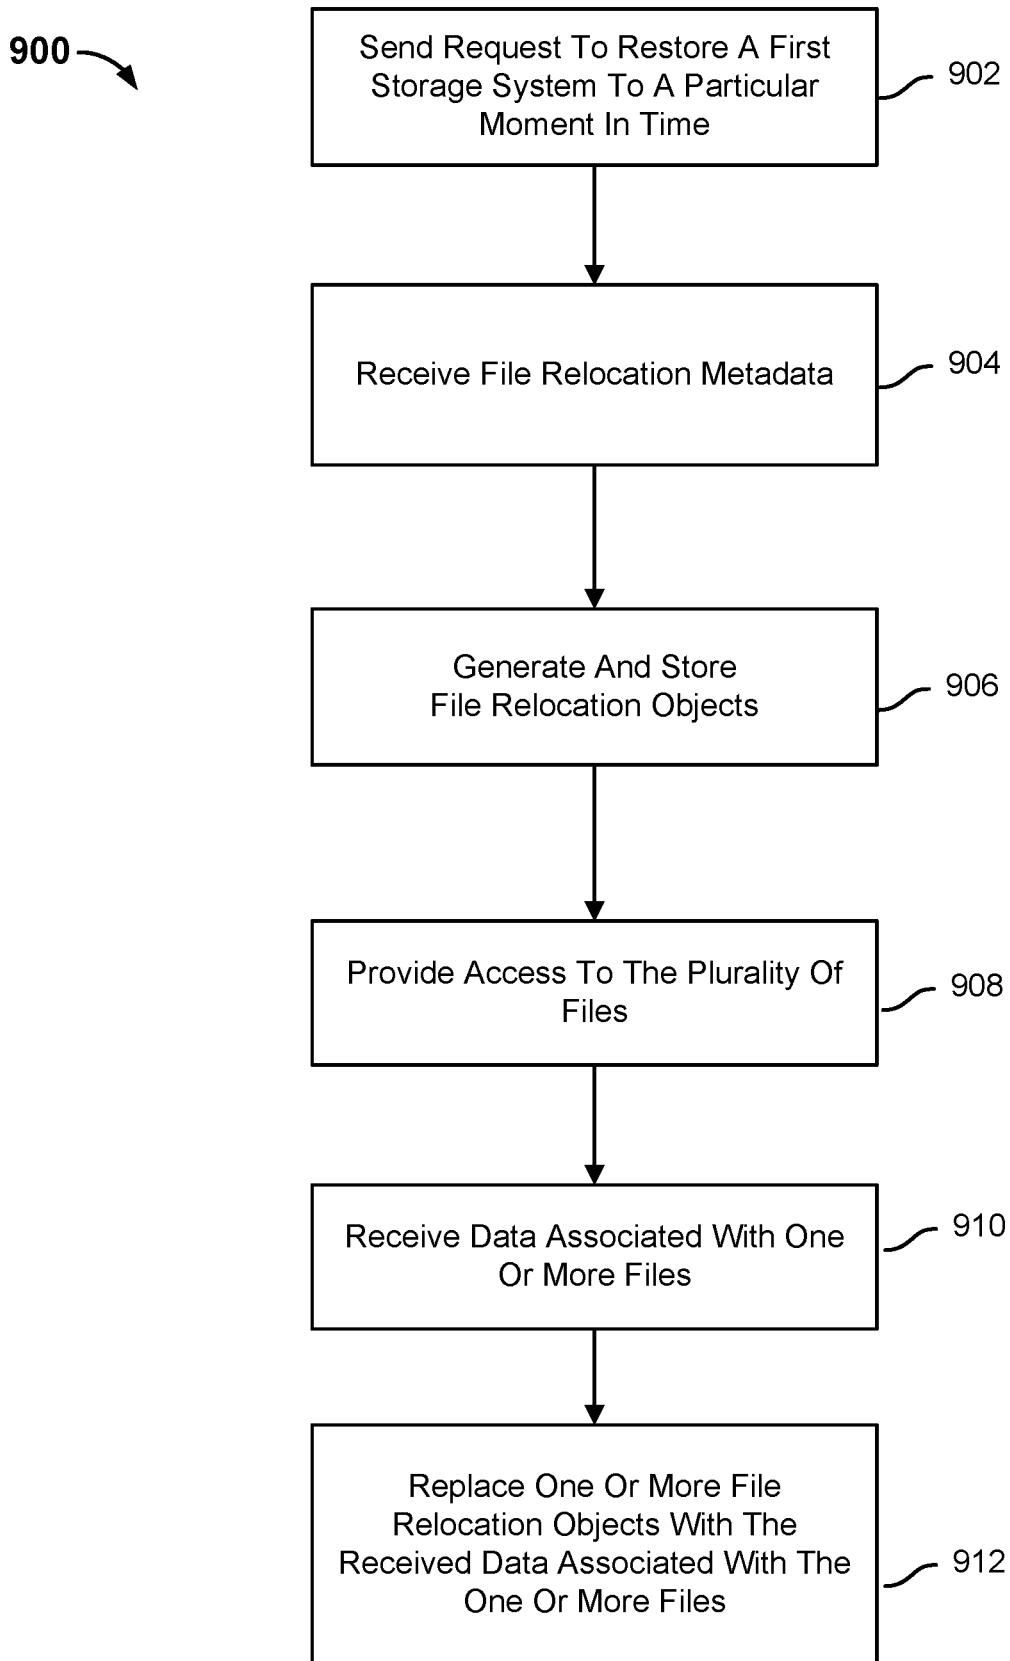 900
Send Request To Restore A First
Storage System To A Particular
Moment In Time
902
Receive File Relocation Metadata
904
Generate And Store
File Relocation Objects
906
Provide Access To The Plurality Of
Files
908
Receive Data Associated With One
Or More Files
910
Replace One Or More File
Relocation Objects With The
Received Data Associated With The
One Or More Files
912